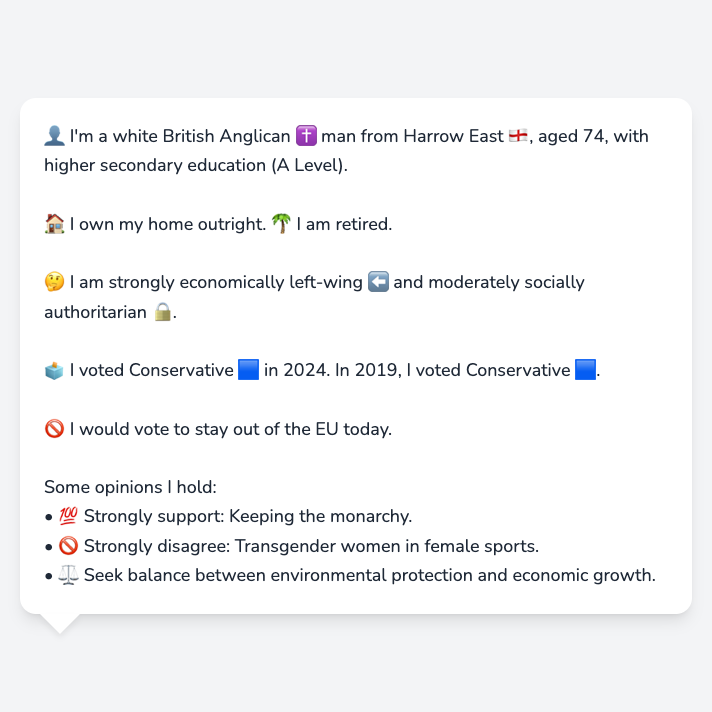 👤 I'm a white British Anglican ✝️ man from Harrow East 🏴󠁧󠁢󠁥󠁮󠁧󠁿, aged 74, with
higher secondary education (A Level).
🏠 I own my home outright. 🌴 I am retired.
🤔 I am strongly economically left-wing ⬅️ and moderately socially
authoritarian 🔒.
🗳️ I voted Conservative 🟦 in 2024. In 2019, I voted Conservative 🟦.
🚫 I would vote to stay out of the EU today.
Some opinions I hold:
• 💯 Strongly support: Keeping the monarchy.
• 🚫 Strongly disagree: Transgender women in female sports.
• ⚖️ Seek balance between environmental protection and economic growth.